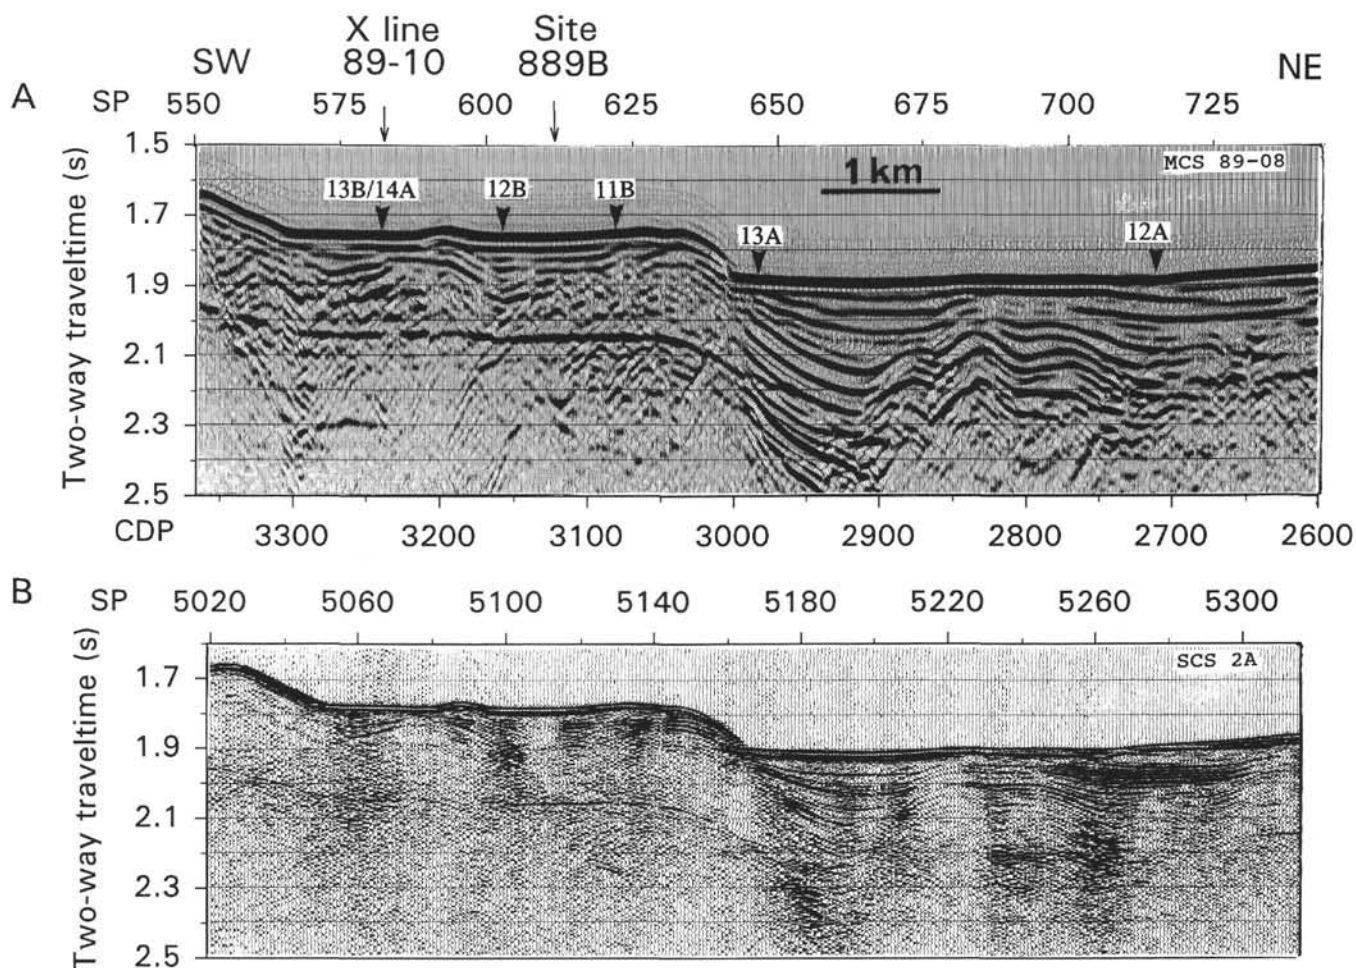 X line
89-10
Site
889B
SW
NE
A
SP
550
575
600
625
650
675
700
725
1.5
1.7
1.9
2.1
2.3
2.5
Two-way traveltime (s)
MCS 89-08
1 km
13B/14A
12B
11B
13A
12A
CDP
3300
3200
3100
3000
2900
2800
2700
2600
B
SP
5020
5060
5100
5140
5180
5220
5260
5300
SCS 2A
1.7
1.9
2.1
2.3
2.5
Two-way traveltime (s)